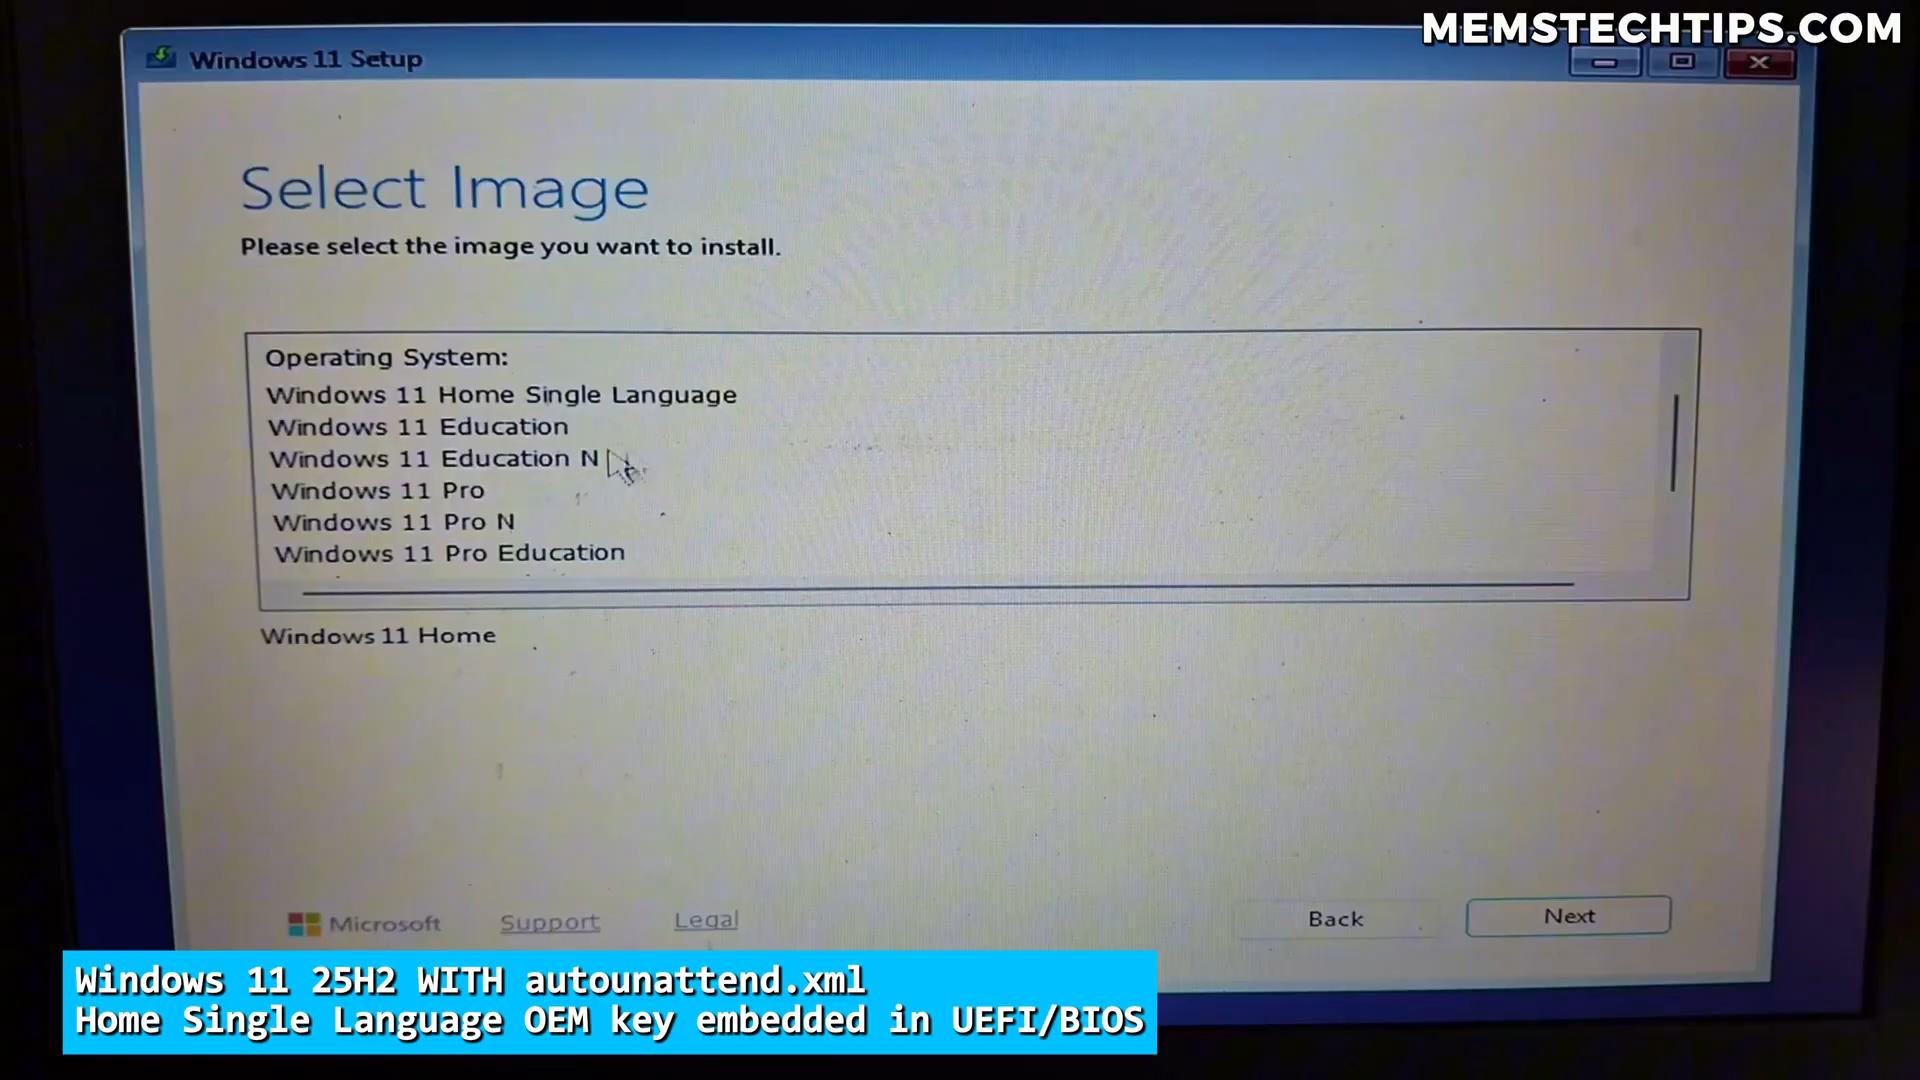 MEMSTECHTIPS.COM
Windows 11 Setup
Select Image
Please select the image you want to install.
Operating System:
Windows 11 Home Single Language
Windows 11 Education
Windows 11 Education N
Windows 11 Pro
Windows 11 Pro N
Windows 11 Pro Education
Windows 11 Home
Microsoft Support Legal Back Next
Windows 11 25H2 WITH autounattend.xml
Home Single Language OEM key embedded in UEFI/BIOS